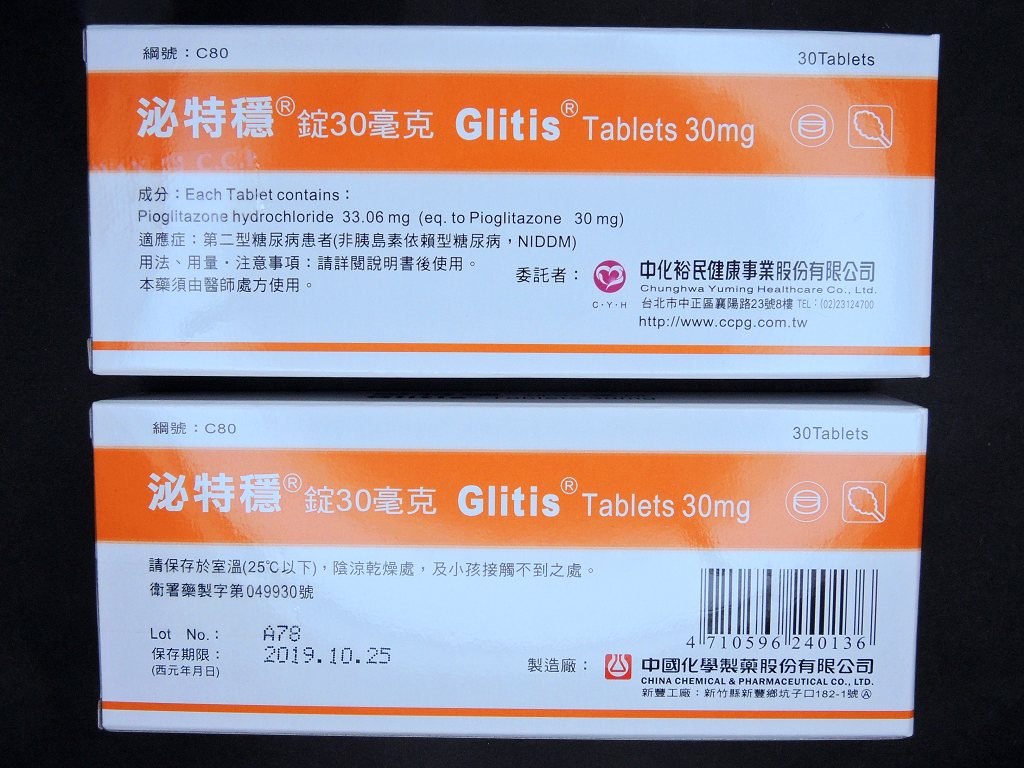 綱號：C80
30Tablets
泌特穩®錠30毫克 Glitis® Tablets 30mg
成分：Each Tablet contains：
Pioglitazone hydrochloride 33.06 mg (eq. to Pioglitazone 30 mg)
適應症：第二型糖尿病患者(非胰島素依賴型糖尿病，NIDDM)
用法、用量・注意事項：請詳閱說明書後使用。
本藥須由醫師處方使用。
委託者：
C・Y・H
中化裕民健康事業股份有限公司
Chunghwa Yuming Healthcare Co., Ltd.
台北市中正區襄陽路23號8樓 TEL：(02)23124700
http://www.ccpg.com.tw
Glitis Tablets 30mg
綱號：C80
30Tablets
泌特穩®錠30毫克 Glitis® Tablets 30mg
請保存於室溫(25℃以下)，陰涼乾燥處，及小孩接觸不到之處。
衛署藥製字第049930號
Lot No.： A78
保存期限： 2019.10.25
(西元年月日)
4 710596 240136
製造廠：
中國化學製藥股份有限公司
CHINA CHEMICAL & PHARMACEUTICAL CO., LTD.
新豐工廠：新竹縣新豐鄉坑子口182-1號Ⓐ